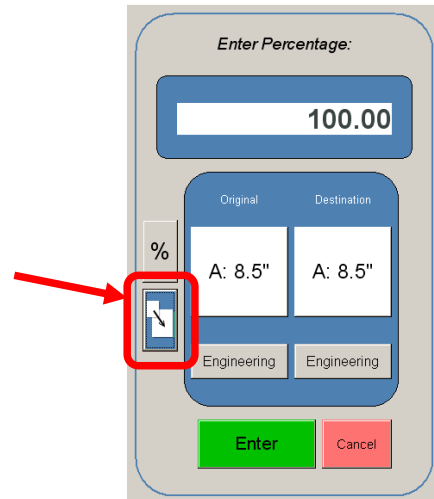 Enter Percentage:
100.00
Original Destination
%
A: 8.5" A: 8.5"
Engineering Engineering
Enter Cancel